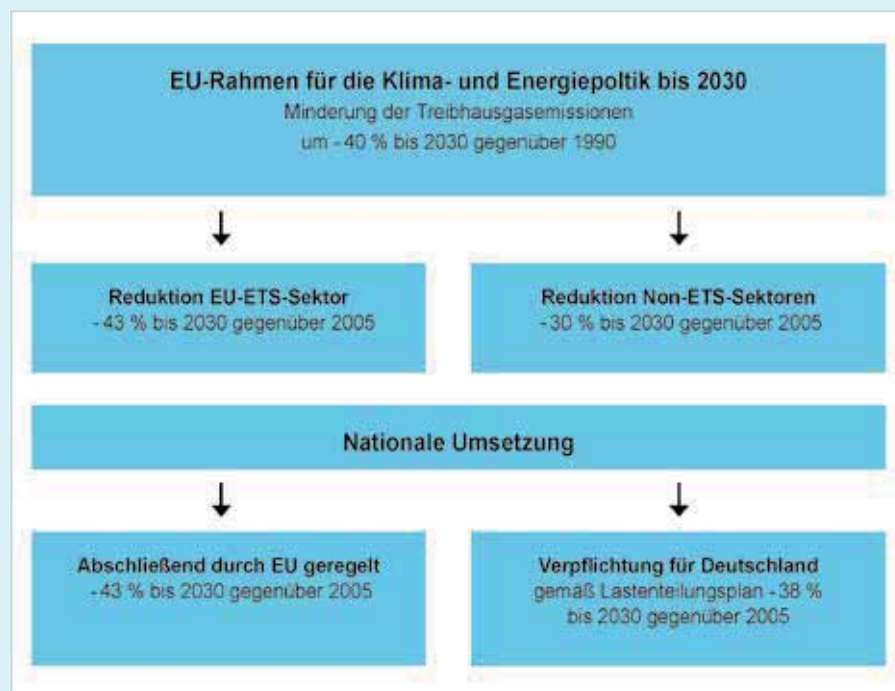 EU-Rahmen für die Klima- und Energiepoltik bis 2030
Minderung der Treibhausgasemissionen
um - 40 % bis 2030 gegenüber 1990
Reduktion EU-ETS-Sektor
- 43 % bis 2030 gegenüber 2005
Reduktion Non-ETS-Sektoren
- 30 % bis 2030 gegenüber 2005
Nationale Umsetzung
Abschließend durch EU geregelt
- 43 % bis 2030 gegenüber 2005
Verpflichtung für Deutschland
gemäß Lastenteilungsplan - 38 %
bis 2030 gegenüber 2005